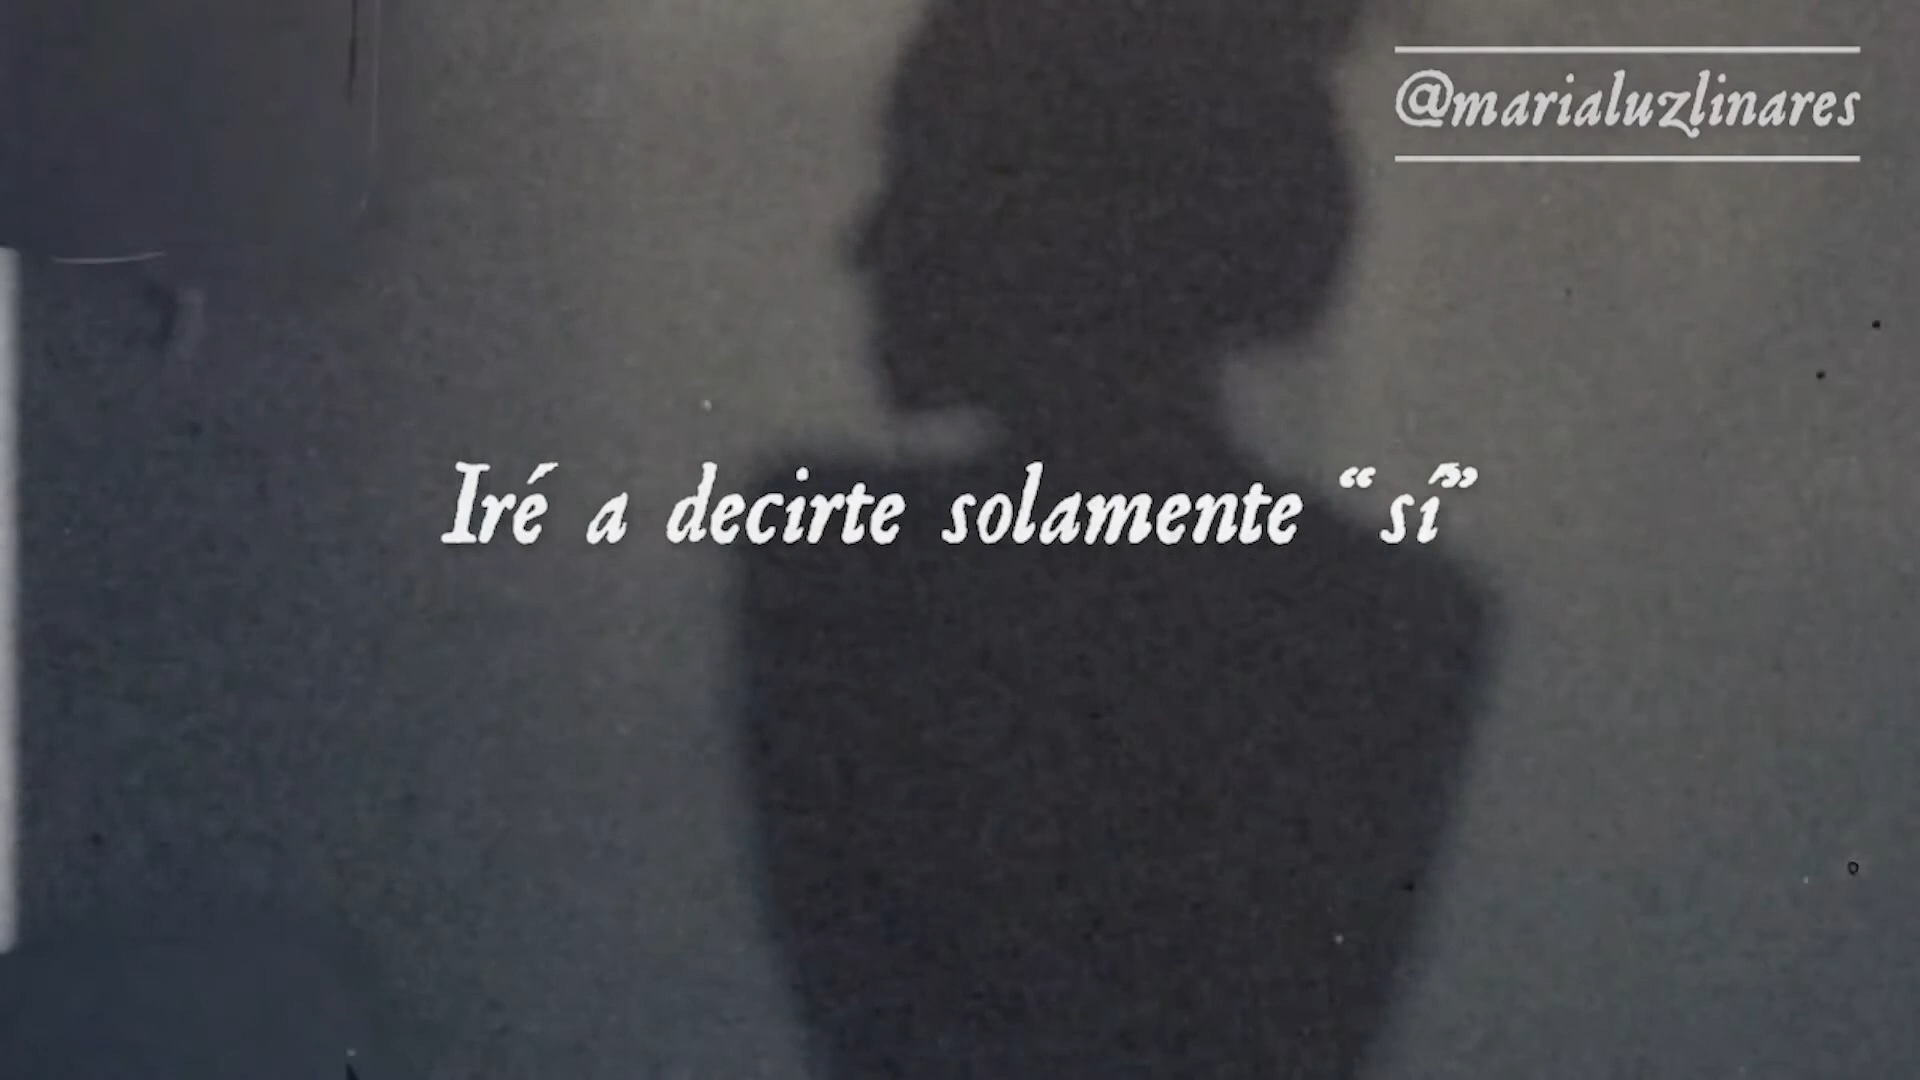 @marialuzlinares
Iré a decirte solamente “sí”